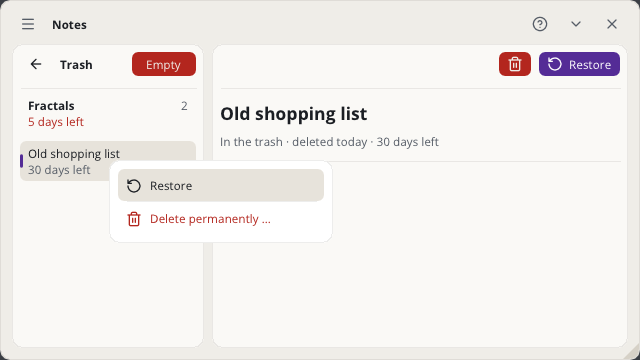 Notes
Trash
Empty
Restore
Fractals 2
5 days left
Old shopping list
30 days left
Old shopping list
In the trash · deleted today · 30 days left
Restore
Delete permanently ...